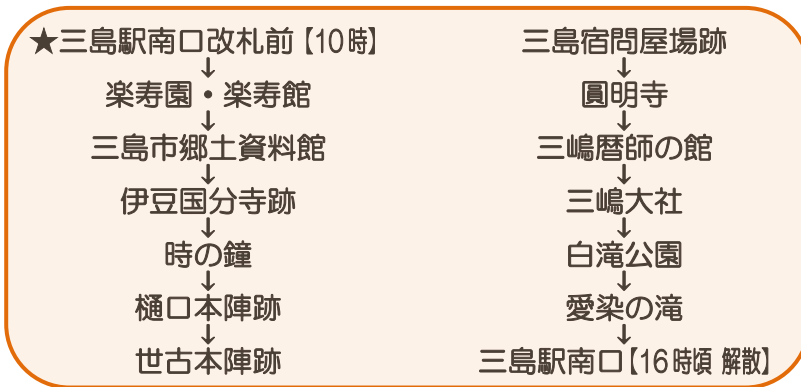 ★三島駅南口改札前【10時】
↓
楽寿園・楽寿館
↓
三島市郷土資料館
↓
伊豆国分寺跡
↓
時の鐘
↓
樋口本陣跡
↓
世古本陣跡
三島宿問屋場跡
↓
圓明寺
↓
三嶋暦師の館
↓
三嶋大社
↓
白滝公園
↓
愛染の滝
↓
三島駅南口【16時頃 解散】